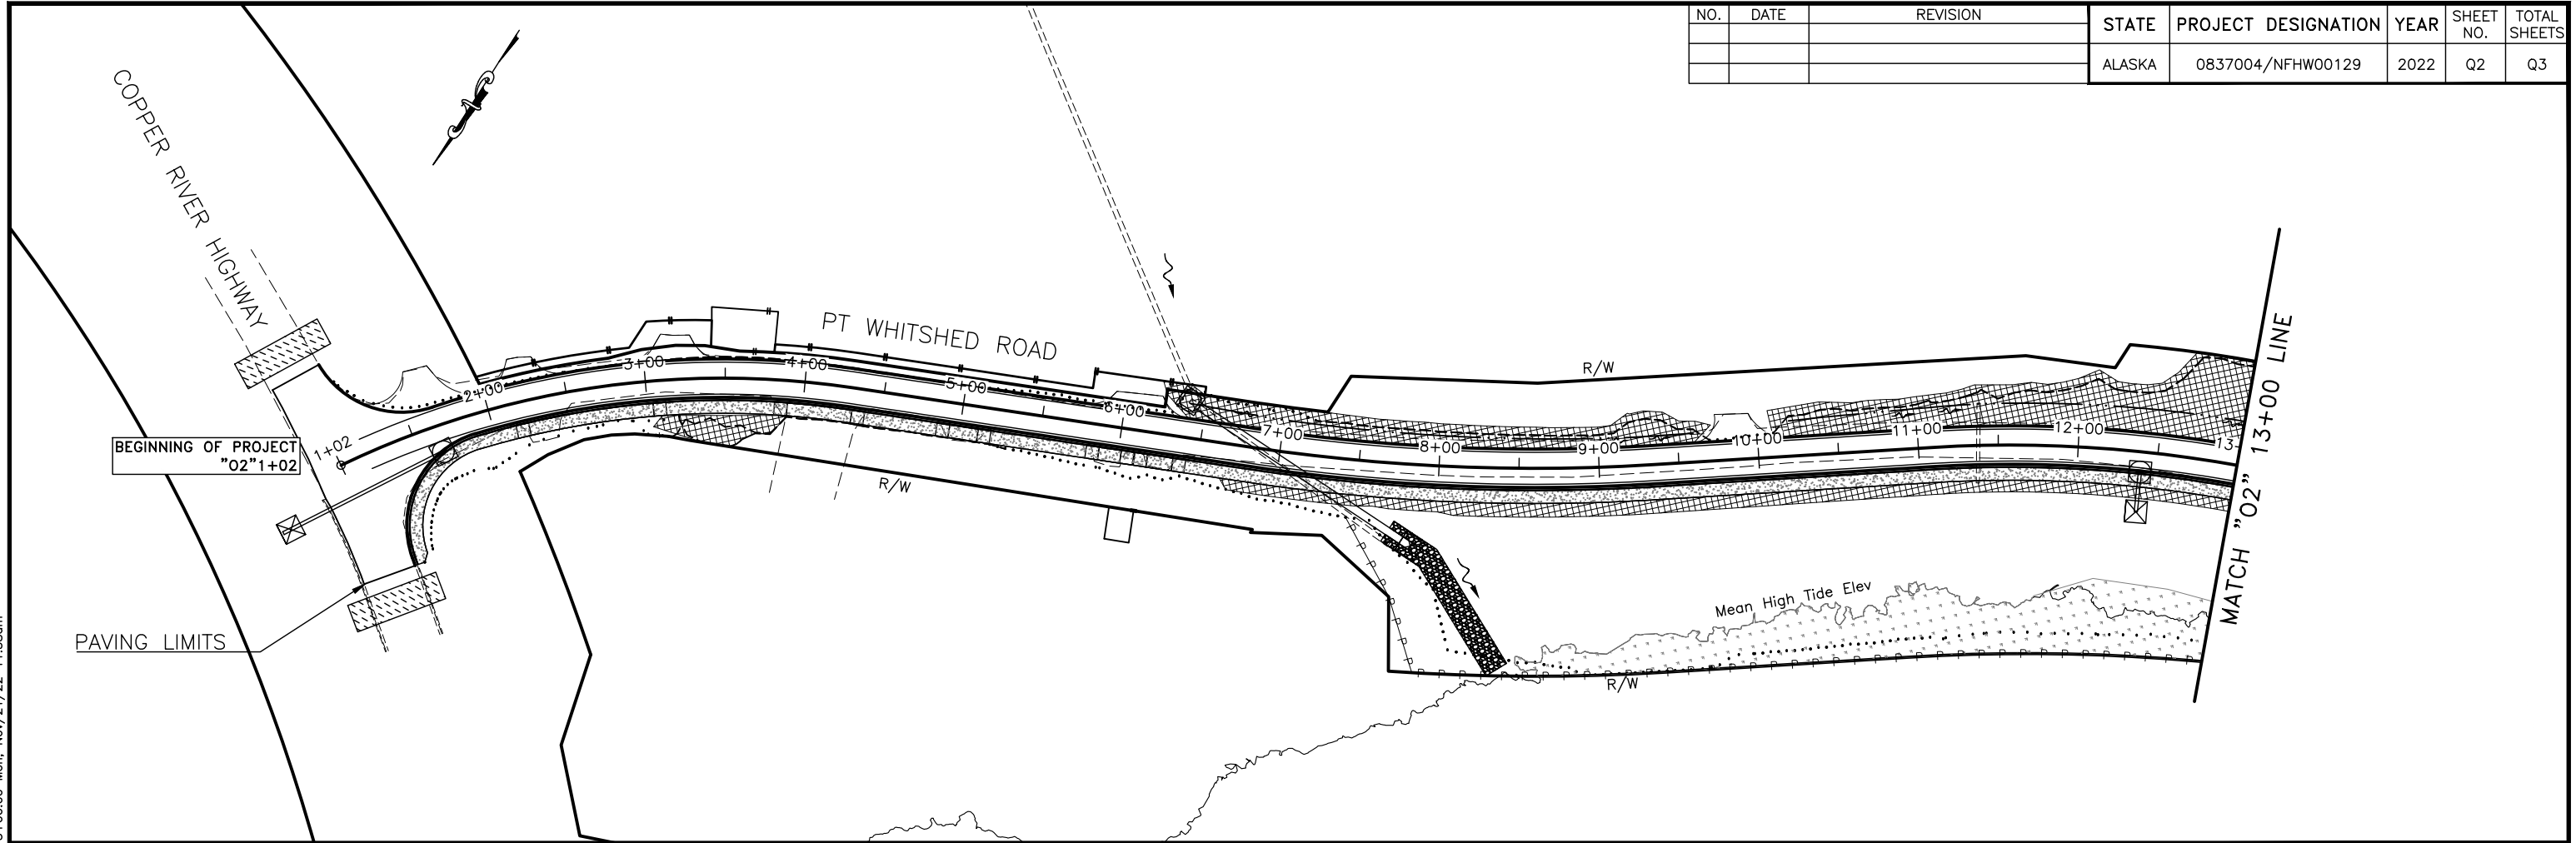 NO. DATE REVISION
STATE PROJECT DESIGNATION YEAR SHEET NO. TOTAL SHEETS
ALASKA 0837004/NFHW00129 2022 Q2 Q3
COPPER RIVER HIGHWAY
PT WHITSHED ROAD
R/W
BEGINNING OF PROJECT
"O2"1+02
1+02
2+00
3+00
4+00
5+00
6+00
7+00
8+00
9+00
10+00
11+00
12+00
13
R/W
MATCH "O2" 13+00 LINE
Mean High Tide Elev
R/W
PAVING LIMITS